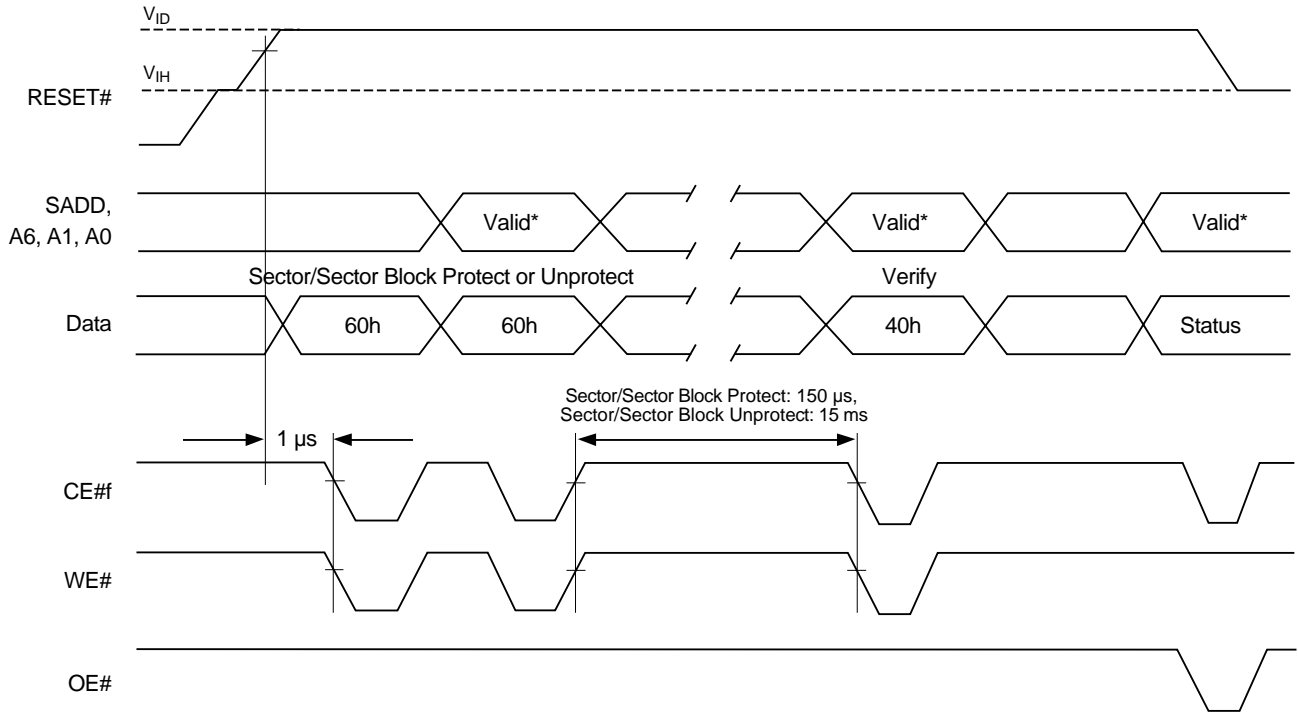 VID
VIH
RESET#
SADD,
A6, A1, A0
Valid*
Valid*
Valid*
Sector/Sector Block Protect or Unprotect
Verify
Data
60h
60h
40h
Status
Sector/Sector Block Protect: 150 µs,
Sector/Sector Block Unprotect: 15 ms
1 µs
CE#f
WE#
OE#